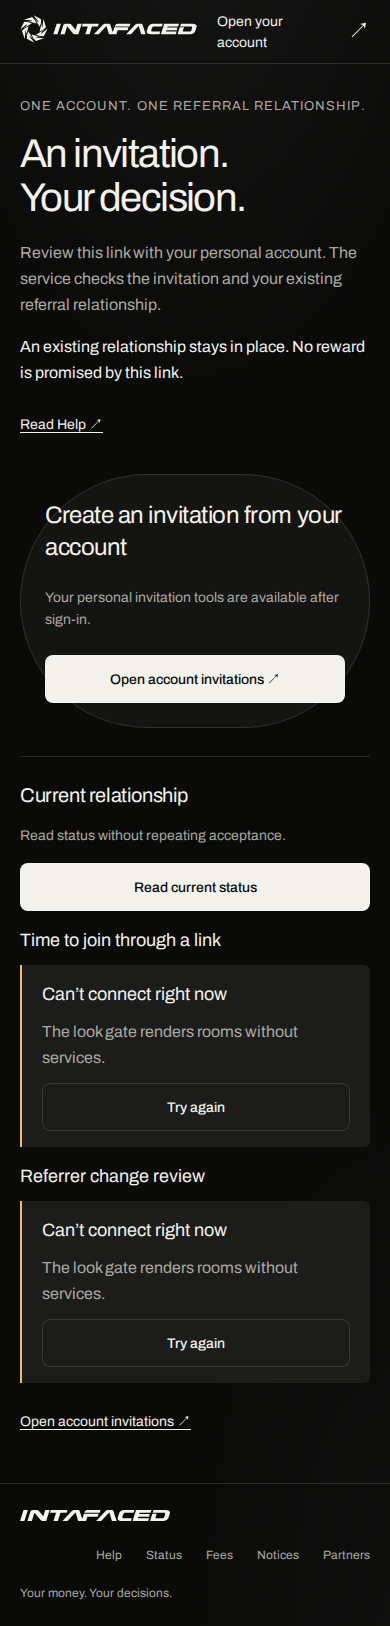 INTAFACED
Open your
account ↗
ONE ACCOUNT. ONE REFERRAL RELATIONSHIP.
An invitation.
Your decision.
Review this link with your personal account. The
service checks the invitation and your existing
referral relationship.
An existing relationship stays in place. No reward
is promised by this link.
Read Help ↗
Create an invitation from your
account
Your personal invitation tools are available after
sign-in.
Open account invitations ↗
Current relationship
Read status without repeating acceptance.
Read current status
Time to join through a link
Can’t connect right now
The look gate renders rooms without
services.
Try again
Referrer change review
Can’t connect right now
The look gate renders rooms without
services.
Try again
Open account invitations ↗
INTAFACED
Help Status Fees Notices Partners
Your money. Your decisions.